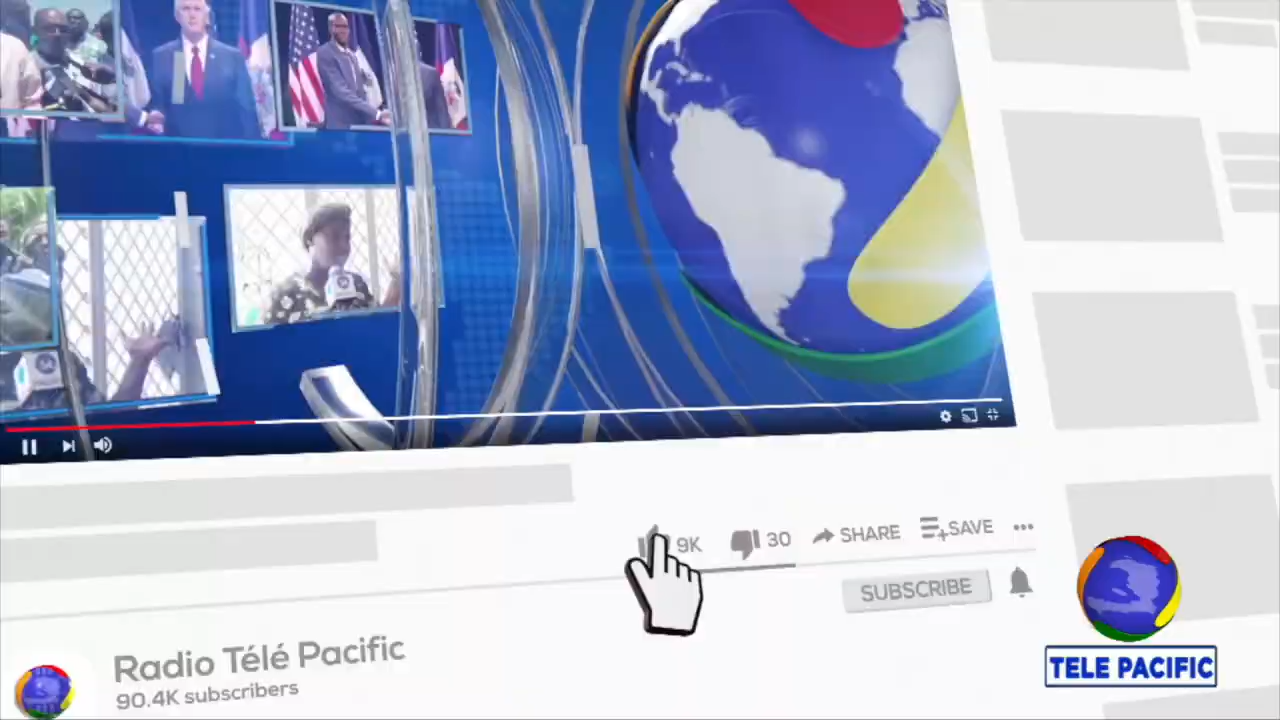 9K
30
SHARE
SAVE
SUBSCRIBE
Radio Télé Pacific
90.4K subscribers
TELE PACIFIC